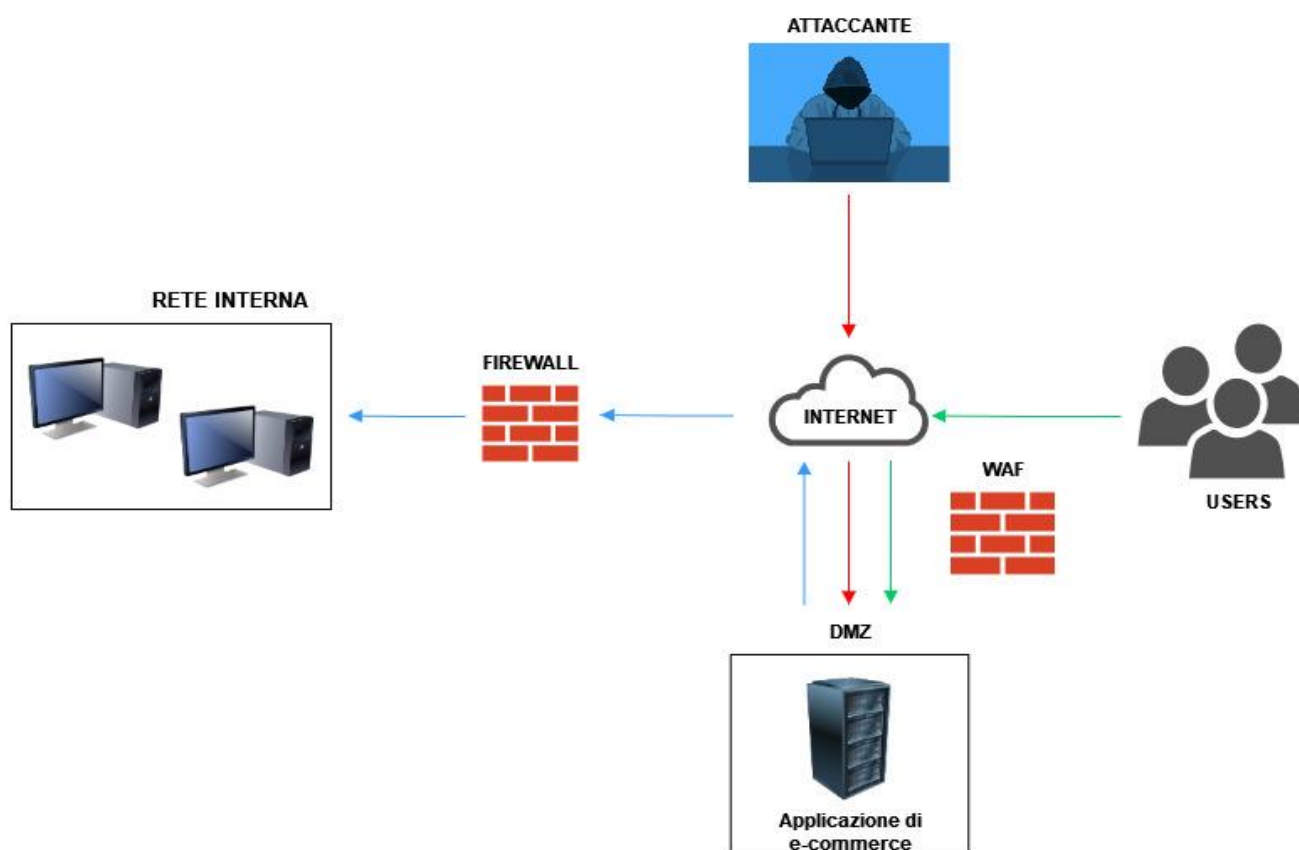 ATTACCANTE
RETE INTERNA
FIREWALL
INTERNET
WAF
USERS
DMZ
Applicazione di
e-commerce